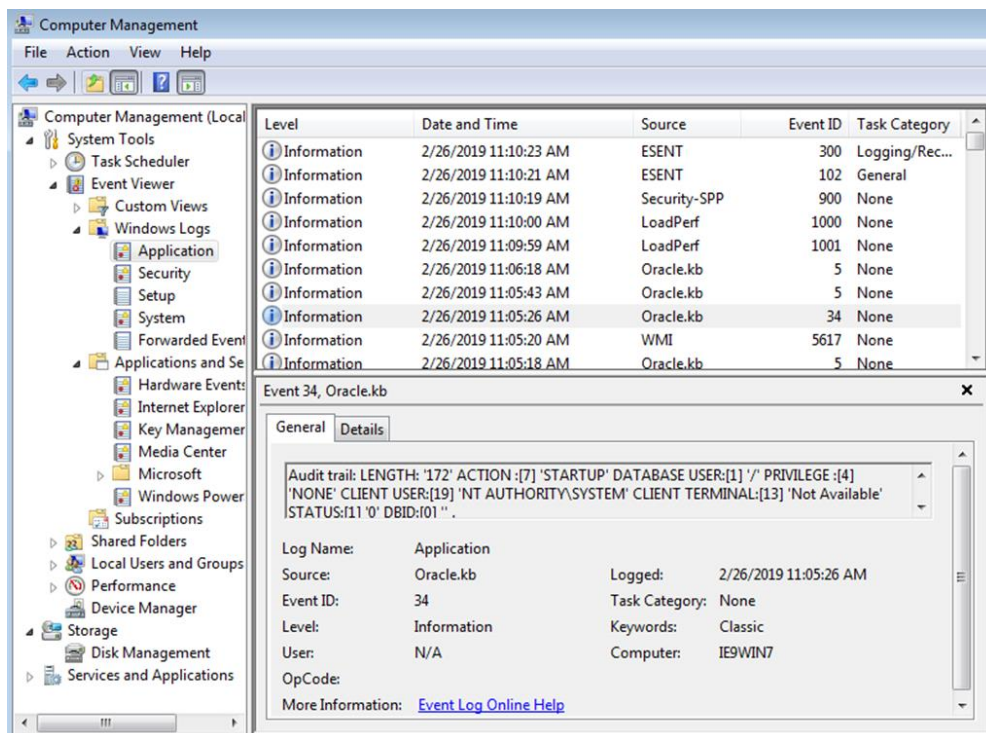 Computer Management
File Action View Help
Computer Management (Local
System Tools
Task Scheduler
Event Viewer
Custom Views
Windows Logs
Application
Security
Setup
System
Forwarded Event
Applications and Se
Hardware Events
Internet Explorer
Key Managemer
Media Center
Microsoft
Windows Power
Subscriptions
Shared Folders
Local Users and Groups
Performance
Device Manager
Storage
Disk Management
Services and Applications
Level Date and Time Source Event ID Task Category
Information 2/26/2019 11:10:23 AM ESENT 300 Logging/Rec...
Information 2/26/2019 11:10:21 AM ESENT 102 General
Information 2/26/2019 11:10:19 AM Security-SPP 900 None
Information 2/26/2019 11:10:00 AM LoadPerf 1000 None
Information 2/26/2019 11:09:59 AM LoadPerf 1001 None
Information 2/26/2019 11:06:18 AM Oracle.kb 5 None
Information 2/26/2019 11:05:43 AM Oracle.kb 5 None
Information 2/26/2019 11:05:26 AM Oracle.kb 34 None
Information 2/26/2019 11:05:20 AM WMI 5617 None
Information 2/26/2019 11:05:18 AM Oracle.kb 5 None
Event 34, Oracle.kb
General Details
Audit trail: LENGTH: '172' ACTION :[7] 'STARTUP' DATABASE USER:[1] '/' PRIVILEGE :[4]
'NONE' CLIENT USER:[19] 'NT AUTHORITY\SYSTEM' CLIENT TERMINAL:[13] 'Not Available'
STATUS:[1] '0' DBID:[0] '' .
Log Name: Application
Source: Oracle.kb Logged: 2/26/2019 11:05:26 AM
Event ID: 34 Task Category: None
Level: Information Keywords: Classic
User: N/A Computer: IE9WIN7
OpCode:
More Information: Event Log Online Help